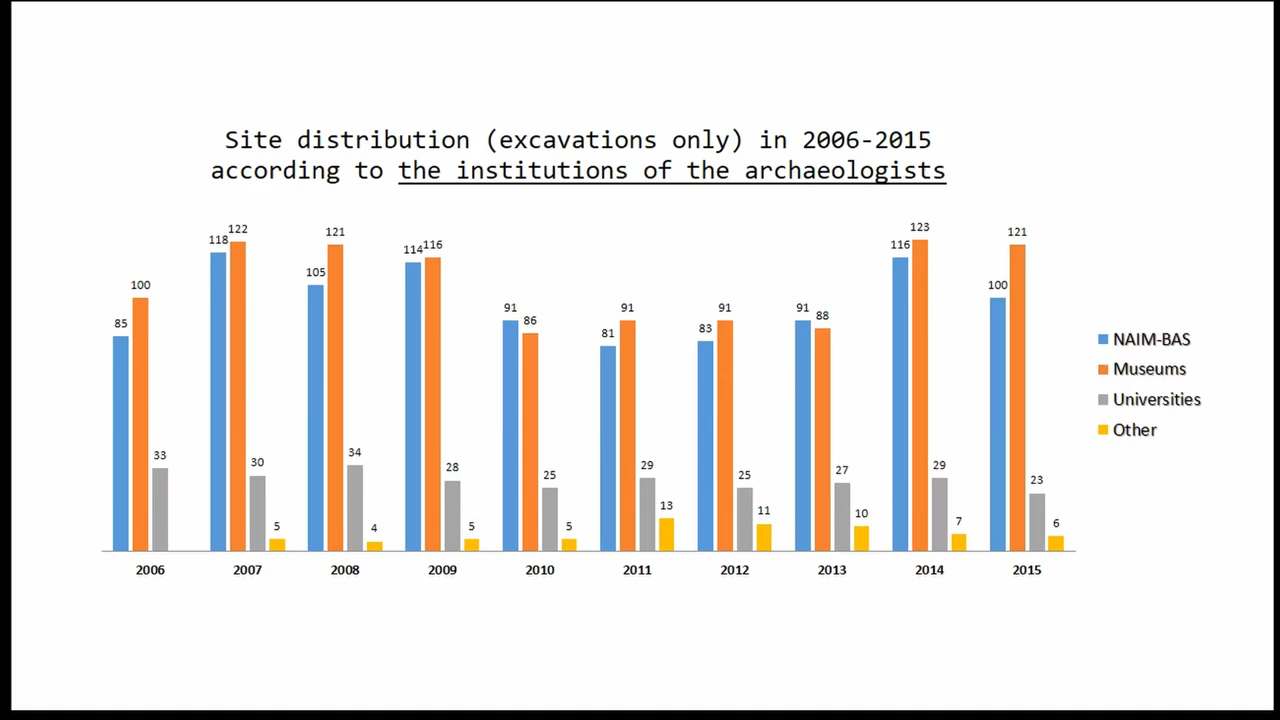 Site distribution (excavations only) in 2006-2015
according to the institutions of the archaeologists
85 100 33
118 122 30 5
105 121 34 4
114 116 28 5
91 86 25 5
81 91 29 13
83 91 25 11
91 88 27 10
116 123 29 7
100 121 23 6
2006 2007 2008 2009 2010 2011 2012 2013 2014 2015
NAIM-BAS
Museums
Universities
Other